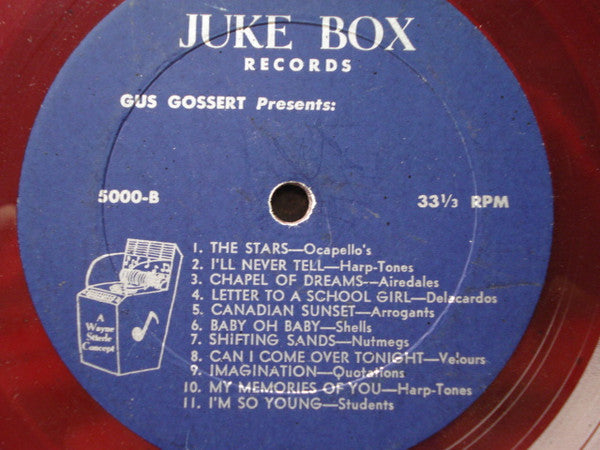 JUKE BOX
RECORDS
GUS GOSSERT Presents:
5000-B
33⅓ RPM
1. THE STARS—Ocapello's
2. I'LL NEVER TELL—Harp-Tones
3. CHAPEL OF DREAMS—Airedales
4. LETTER TO A SCHOOL GIRL—Delacardos
5. CANADIAN SUNSET—Arrogants
6. BABY OH BABY—Shells
7. SHiFTING SANDS—Nutmegs
8. CAN I COME OVER TONIGHT—Velours
9. IMAGINATION—Quotations
10. MY MEMORIES OF YOU—Harp-Tones
11. I'M SO YOUNG—Students
A
Wayne
Stierle
Concept